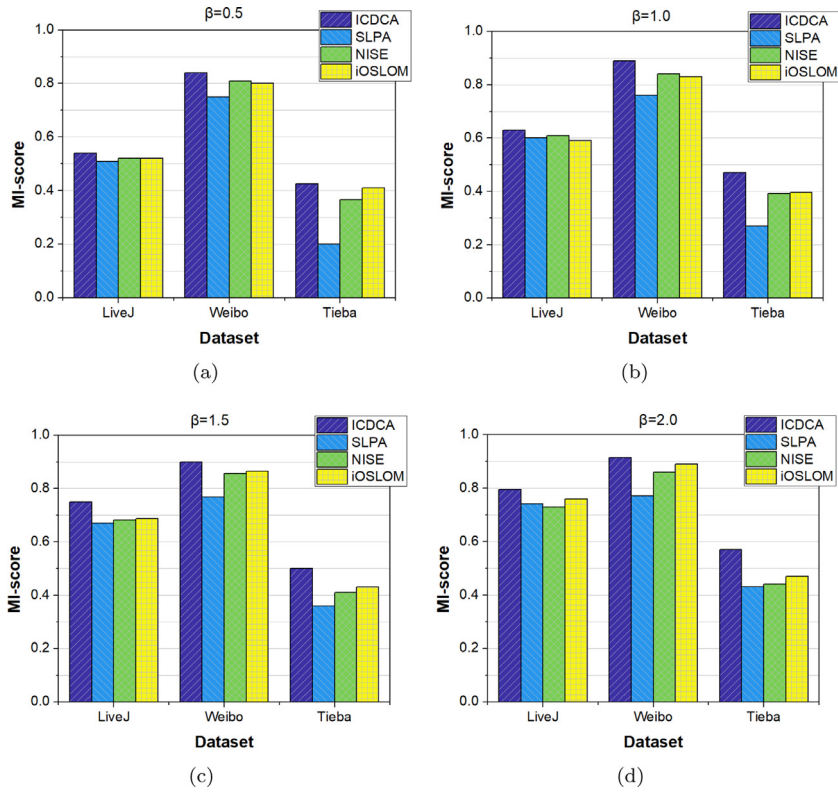 β=0.5
ICDCA
SLPA
NISE
iOSLOM
1.0
0.8
0.6
0.4
0.2
0.0
MI-score
LiveJ Weibo Tieba
Dataset
(a)
β=1.0
ICDCA
SLPA
NISE
iOSLOM
1.0
0.8
0.6
0.4
0.2
0.0
MI-score
LiveJ Weibo Tieba
Dataset
(b)
β=1.5
ICDCA
SLPA
NISE
iOSLOM
1.0
0.8
0.6
0.4
0.2
0.0
MI-score
LiveJ Weibo Tieba
Dataset
(c)
β=2.0
ICDCA
SLPA
NISE
iOSLOM
1.0
0.8
0.6
0.4
0.2
0.0
MI-score
LiveJ Weibo Tieba
Dataset
(d)